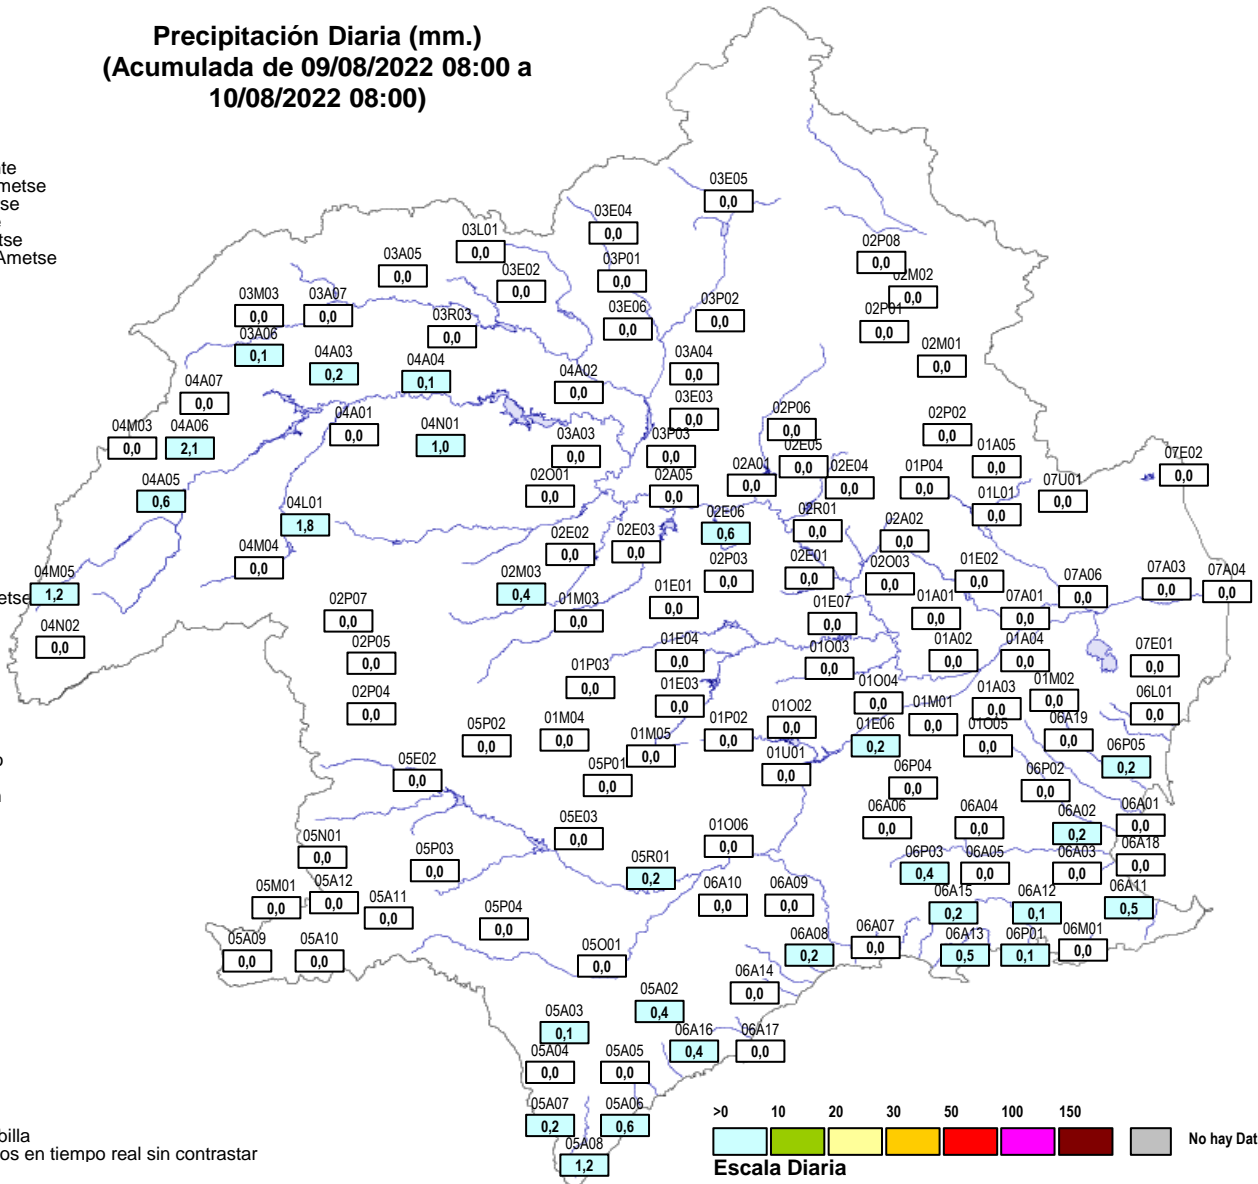 Precipitación Diaria (mm.)
(Acumulada de 09/08/2022 08:00 a
10/08/2022 08:00)
nte
metse
tse
e
tse
Ametse
03E05
0,0
03E04
0,0
03L01
0,0
03A05
0,0
03P01
0,0
03E02
0,0
02P08
0,0
02M02
0,0
03M03
0,0
03A07
0,0
03R03
0,0
03E06
0,0
03P02
0,0
02P01
0,0
03A06
0,1
04A03
0,2
04A04
0,1
04A02
0,0
03A04
0,0
02M01
0,0
04A07
0,0
03E03
0,0
04M03
0,0
04A06
2,1
04A01
0,0
04N01
1,0
03A03
0,0
03P03
0,0
02P06
0,0
02P02
0,0
02E05
0,0
01A05
0,0
07E02
0,0
04A05
0,6
02O01
0,0
02A05
0,0
02A01
0,0
02E04
0,0
01P04
0,0
07U01
0,0
01L01
0,0
04L01
1,8
02E06
0,6
02R01
0,0
02A02
0,0
04M04
0,0
02E02
0,0
02E03
0,0
04M05
1,2
etse
02M03
0,4
02P03
0,0
02E01
0,0
02O03
0,0
01E02
0,0
07A06
0,0
07A03
0,0
07A04
0,0
02P07
0,0
01M03
0,0
01E01
0,0
01E07
0,0
01A01
0,0
07A01
0,0
04N02
0,0
02P05
0,0
01E04
0,0
01O03
0,0
01A02
0,0
01A04
0,0
07E01
0,0
01P03
0,0
02P04
0,0
01E03
0,0
01O04
0,0
01A03
0,0
01M02
0,0
06L01
0,0
05P02
0,0
01M04
0,0
01M05
0,0
01P02
0,0
01O02
0,0
01E06
0,2
01M01
0,0
01O05
0,0
06A19
0,0
06P05
0,2
o
05E02
0,0
05P01
0,0
01U01
0,0
06P04
0,0
06P02
0,0
05E03
0,0
01O06
0,0
06A06
0,0
06A04
0,0
06A02
0,2
06A01
0,0
05N01
0,0
05P03
0,0
05R01
0,2
06P03
0,4
06A05
0,0
06A03
0,0
06A18
0,0
05M01
0,0
05A12
0,0
05A11
0,0
06A10
0,0
06A09
0,0
06A15
0,2
06A12
0,1
06A11
0,5
05P04
0,0
05A09
0,0
05A10
0,0
05O01
0,0
06A08
0,2
06A07
0,0
06A13
0,5
06P01
0,1
06M01
0,0
06A14
0,0
05A02
0,4
05A03
0,1
06A16
0,4
06A17
0,0
05A04
0,0
05A05
0,0
05A07
0,2
05A06
0,6
05A08
1,2
billa
os en tiempo real sin contrastar
>0 10 20 30 50 100 150
No hay Dat
Escala Diaria